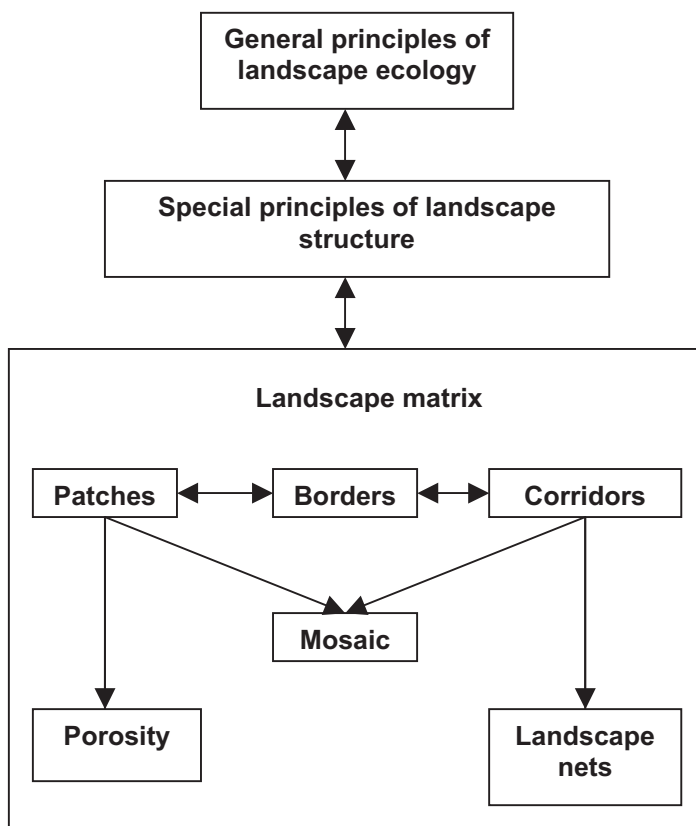 General principles of
landscape ecology
Special principles of landscape
structure
Landscape matrix
Patches
Borders
Corridors
Mosaic
Porosity
Landscape
nets